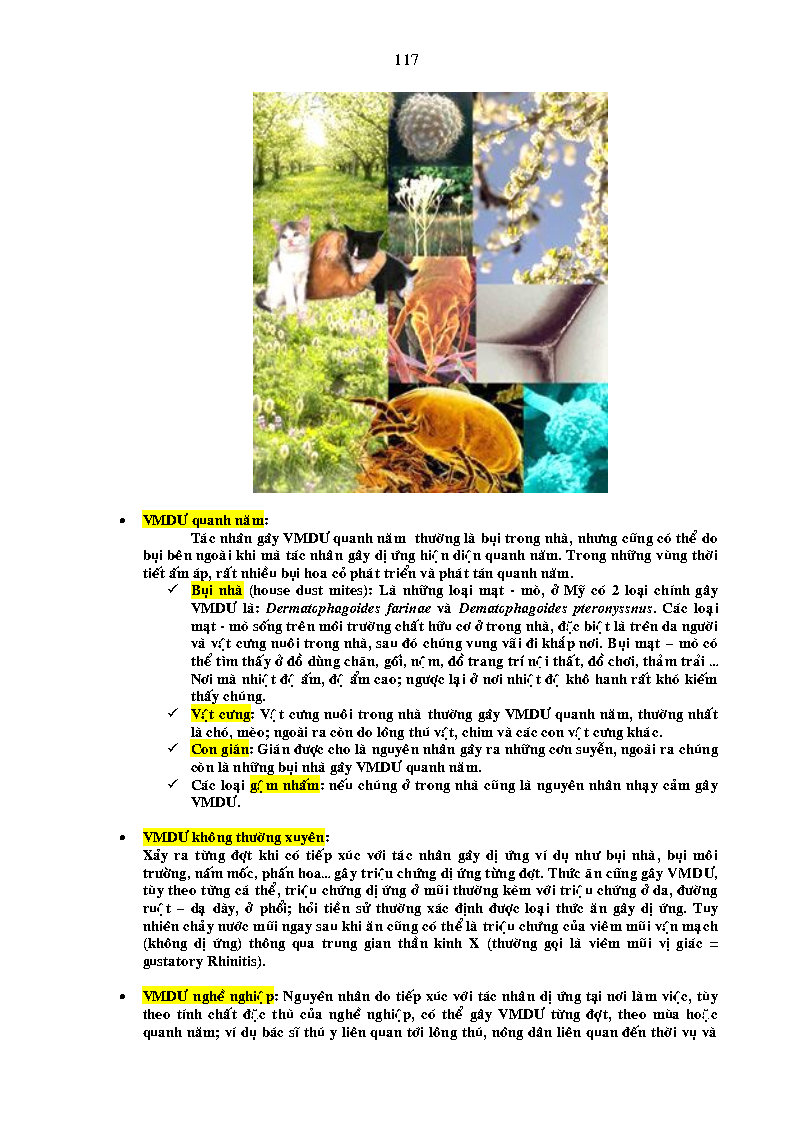 117
• VMDƯ quanh năm:
Tác nhân gây VMDƯ quanh năm thường là bụi trong nhà, nhưng cũng có thể do
bụi bên ngoài khi mà tác nhân gây dị ứng hiện diện quanh năm. Trong những vùng thời
tiết ấm áp, rất nhiều bụi hoa cỏ phát triển và phát tán quanh năm.
✓ Bụi nhà (house dust mites): Là những loại mạt - mò, ở Mỹ có 2 loại chính gây
VMDƯ là: Dermatophagoides farinae và Dematophagoides pteronyssnus. Các loại
mạt - mò sống trên môi trường chất hữu cơ ở trong nhà, đặc biệt là trên da người
và vật cưng nuôi trong nhà, sau đó chúng vung vãi đi khắp nơi. Bụi mạt – mò có
thể tìm thấy ở đồ dùng chăn, gối, nệm, đồ trang trí nội thất, đồ chơi, thảm trải ...
Nơi mà nhiệt độ ấm, độ ẩm cao; ngược lại ở nơi nhiệt độ khô hanh rất khó kiếm
thấy chúng.
✓ Vật cưng: Vật cưng nuôi trong nhà thường gây VMDƯ quanh năm, thường nhất
là chó, mèo; ngoài ra còn do lông thú vật, chim và các con vật cưng khác.
✓ Con gián: Gián được cho là nguyên nhân gây ra những cơn suyễn, ngoài ra chúng
còn là những bụi nhà gây VMDƯ quanh năm.
✓ Các loại gặm nhấm: nếu chúng ở trong nhà cũng là nguyên nhân nhạy cảm gây
VMDƯ.
• VMDƯ không thường xuyên:
Xảy ra từng đợt khi có tiếp xúc với tác nhân gây dị ứng ví dụ như bụi nhà, bụi môi
trường, nấm mốc, phấn hoa... gây triệu chứng dị ứng từng đợt. Thức ăn cũng gây VMDƯ,
tùy theo từng cá thể, triệu chứng dị ứng ở mũi thường kèm với triệu chứng ở da, đường
ruột – dạ dày, ở phổi; hỏi tiền sử thường xác định được loại thức ăn gây dị ứng. Tuy
nhiên chảy nước mũi ngay sau khi ăn cũng có thể là triệu chứng của viêm mũi vận mạch
(không dị ứng) thông qua trung gian thần kinh X (thường gọi là viêm mũi vị giác =
gustatory Rhinitis).
• VMDƯ nghề nghiệp: Nguyên nhân do tiếp xúc với tác nhân dị ứng tại nơi làm việc, tùy
theo tính chất đặc thù của nghề nghiệp, có thể gây VMDƯ từng đợt, theo mùa hoặc
quanh năm; ví dụ bác sĩ thú y liên quan tới lông thú, nông dân liên quan đến thời vụ và